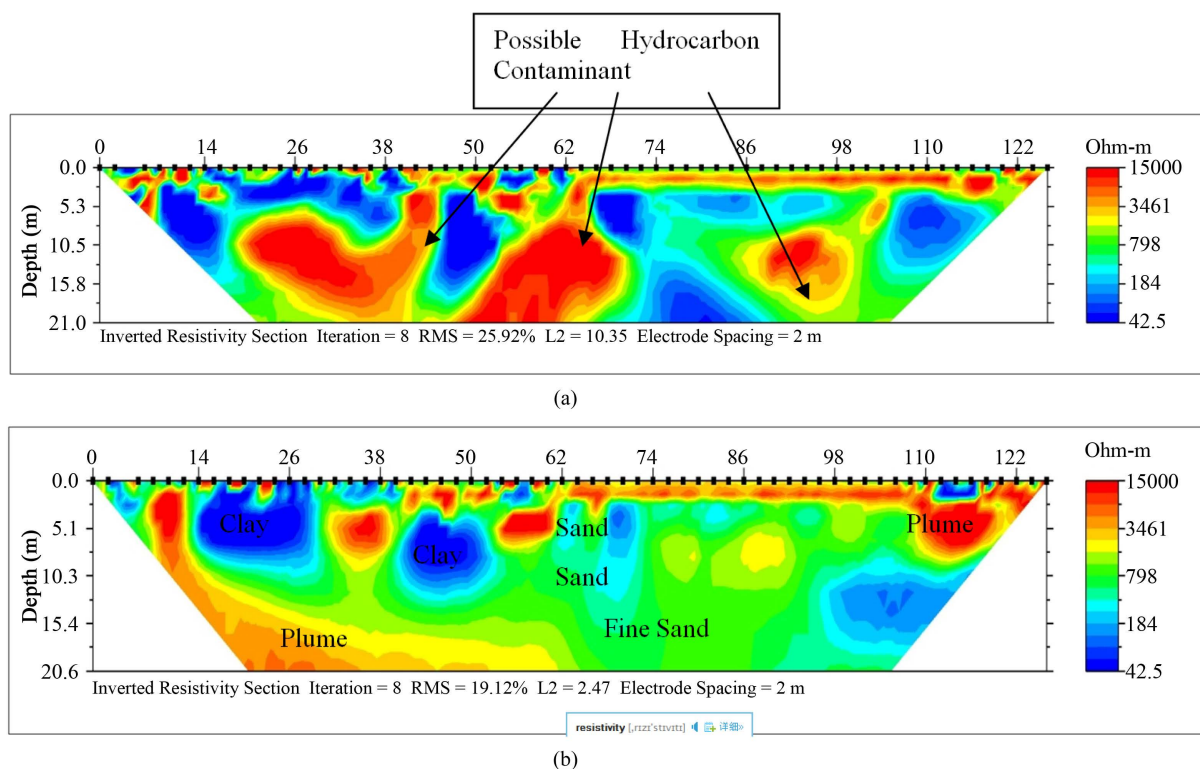 Possible Hydrocarbon
Contaminant
0 14 26 38 50 62 74 86 98 110 122
Ohm-m
0.0
5.3
10.5
15.8
21.0
Depth (m)
15000
3461
798
184
42.5
Inverted Resistivity Section Iteration = 8 RMS = 25.92% L2 = 10.35 Electrode Spacing = 2 m
(a)
0 14 26 38 50 62 74 86 98 110 122
Ohm-m
0.0
5.1
10.3
15.4
20.6
Depth (m)
Clay
Clay
Sand
Plume
Sand
Plume
Fine Sand
15000
3461
798
184
42.5
Inverted Resistivity Section Iteration = 8 RMS = 19.12% L2 = 2.47 Electrode Spacing = 2 m
resistivity [ˌrɪzɪˈstɪvɪtɪ] 详细»
(b)